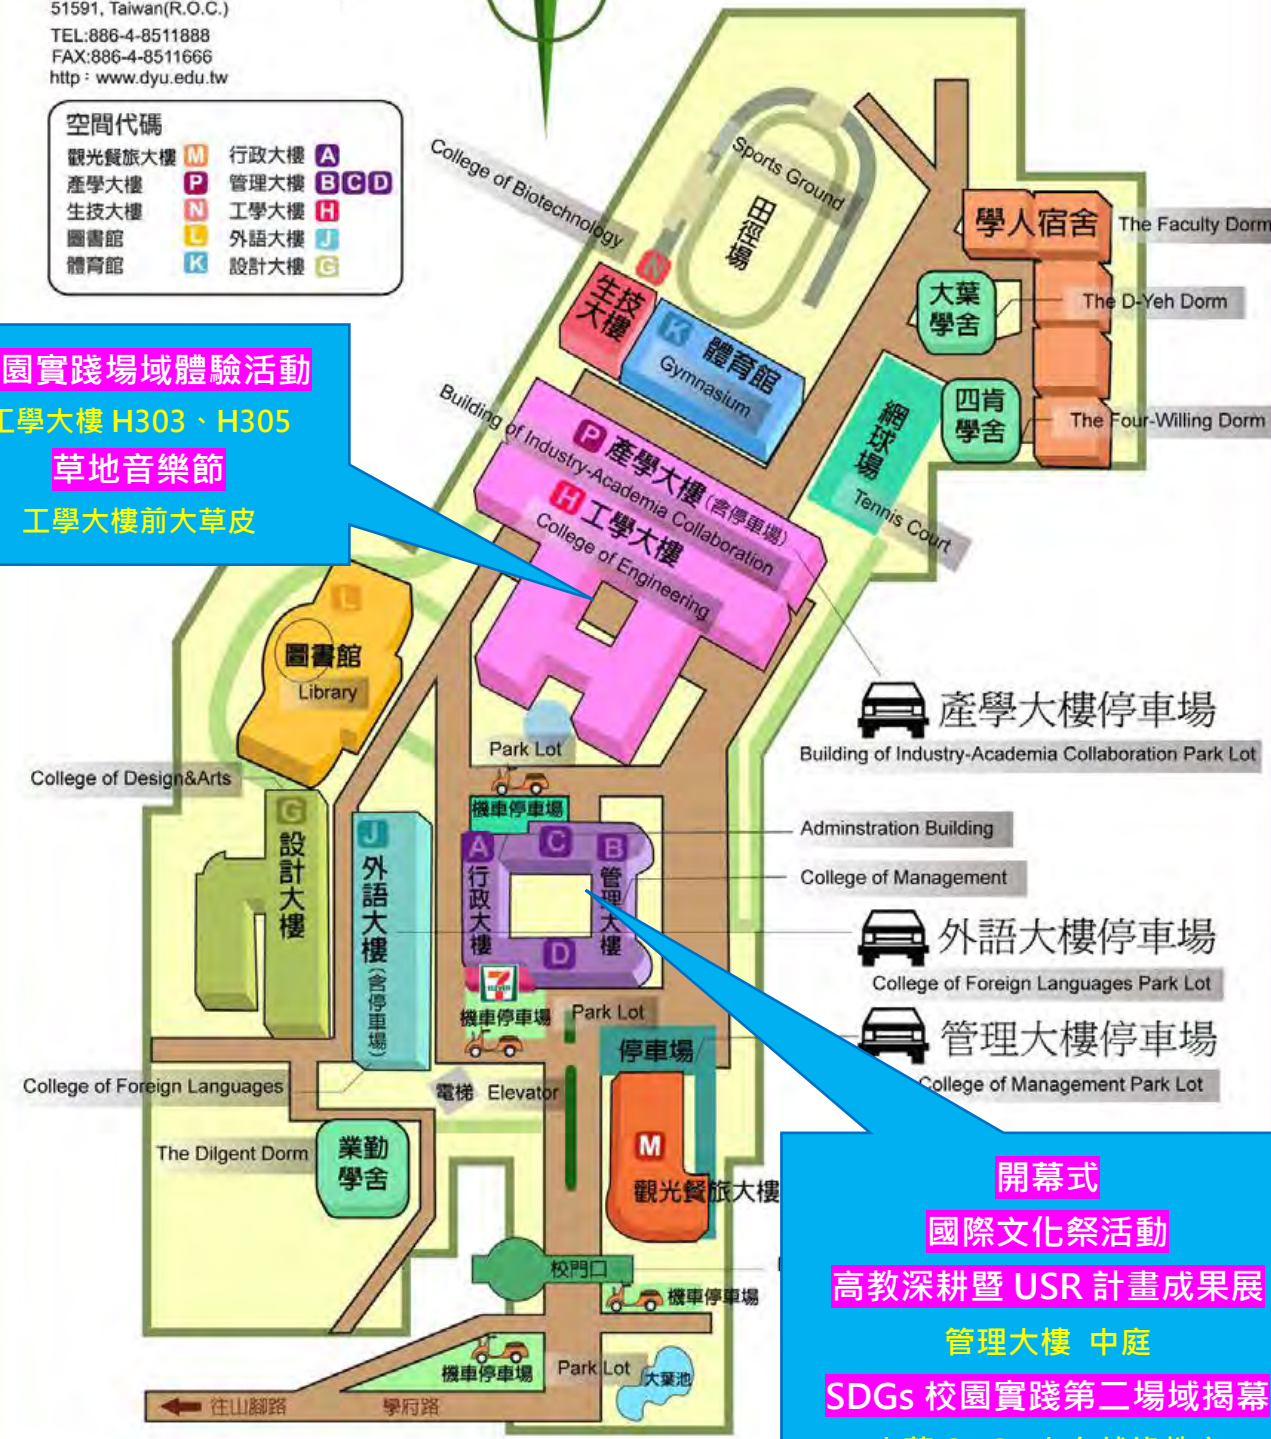 51591, Taiwan(R.O.C.)
TEL:886-4-8511888
FAX:886-4-8511666
http：www.dyu.edu.tw
空間代碼
觀光餐旅大樓 M 行政大樓 A
產學大樓 P 管理大樓 B C D
生技大樓 N 工學大樓 H
圖書館 L 外語大樓 J
體育館 K 設計大樓 G
College of Biotechnology
N
生技大樓
Sports Ground
田徑場
學人宿舍
The Faculty Dorm
大葉學舍
The D-Yeh Dorm
四肯學舍
The Four-Willing Dorm
K 體育館
Gymnasium
網球場
Tennis Court
園實踐場域體驗活動
工學大樓 H303、H305
草地音樂節
工學大樓前大草皮
P 產學大樓(含停車場)
Building of Industry-Academia Collaboration
H 工學大樓
College of Engineering
L
圖書館
Library
產學大樓停車場
Building of Industry-Academia Collaboration Park Lot
Park Lot
機車停車場
College of Design&Arts
G
設計大樓
J
外語大樓(含停車場)
A
行政大樓
C
B
管理大樓
D
Adminstration Building
College of Management
外語大樓停車場
College of Foreign Languages Park Lot
7
ELEVEN
機車停車場
Park Lot
停車場
管理大樓停車場
College of Management Park Lot
College of Foreign Languages
電梯 Elevator
The Dilgent Dorm
業勤學舍
M
觀光餐旅大樓
校門口
機車停車場
機車停車場
Park Lot
大葉池
往山腳路
學府路
開幕式
國際文化祭活動
高教深耕暨 USR 計畫成果展
管理大樓 中庭
SDGs 校園實踐第二場域揭幕